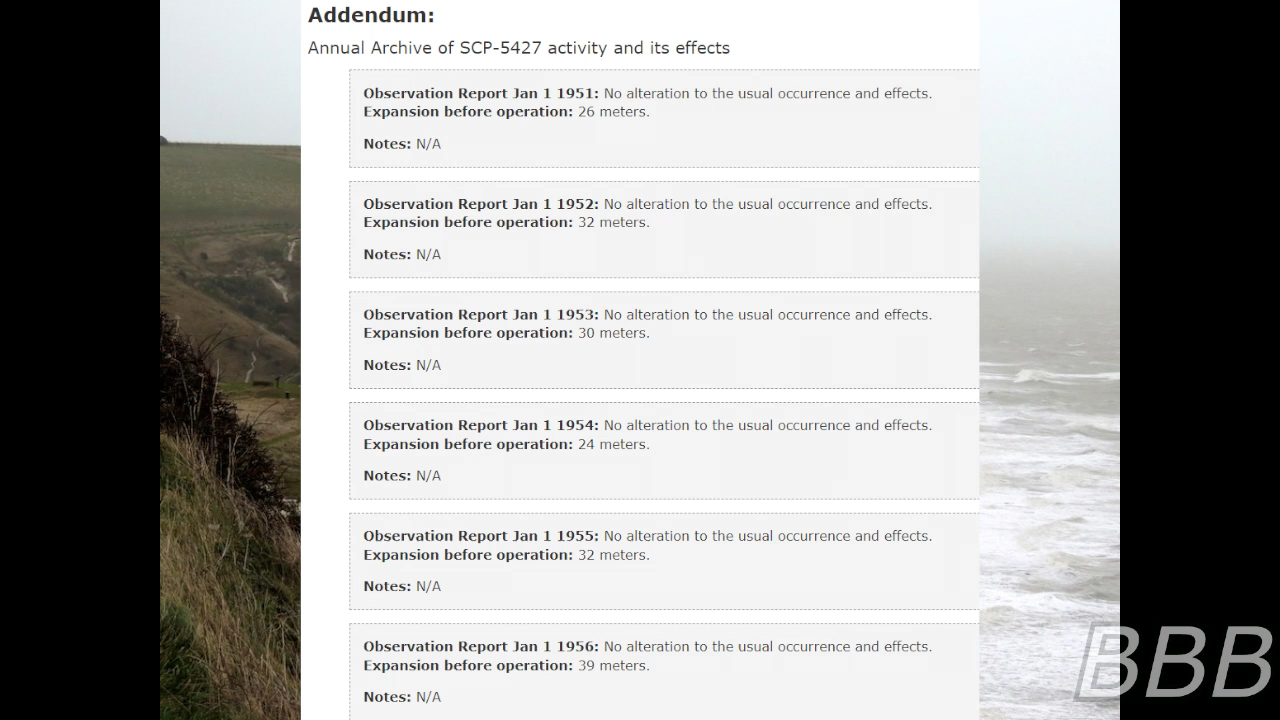 Addendum:
Annual Archive of SCP-5427 activity and its effects
Observation Report Jan 1 1951: No alteration to the usual occurrence and effects.
Expansion before operation: 26 meters.
Notes: N/A
Observation Report Jan 1 1952: No alteration to the usual occurrence and effects.
Expansion before operation: 32 meters.
Notes: N/A
Observation Report Jan 1 1953: No alteration to the usual occurrence and effects.
Expansion before operation: 30 meters.
Notes: N/A
Observation Report Jan 1 1954: No alteration to the usual occurrence and effects.
Expansion before operation: 24 meters.
Notes: N/A
Observation Report Jan 1 1955: No alteration to the usual occurrence and effects.
Expansion before operation: 32 meters.
Notes: N/A
Observation Report Jan 1 1956: No alteration to the usual occurrence and effects.
Expansion before operation: 39 meters.
Notes: N/A
BBB